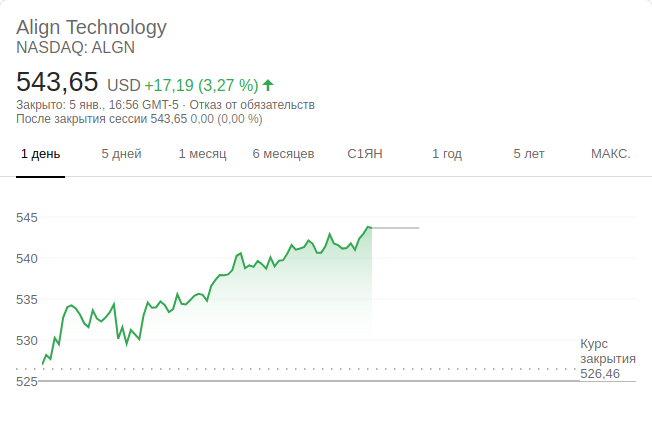 Align Technology
NASDAQ: ALGN
543,65 USD +17,19 (3,27 %)
Закрыто: 5 янв., 16:56 GMT-5 · Отказ от обязательств
После закрытия сессии 543,65 0,00 (0,00 %)
1 день 5 дней 1 месяц 6 месяцев С1ЯН 1 год 5 лет МАКС.
545
540
535
530
525
Курс
закрытия
526,46